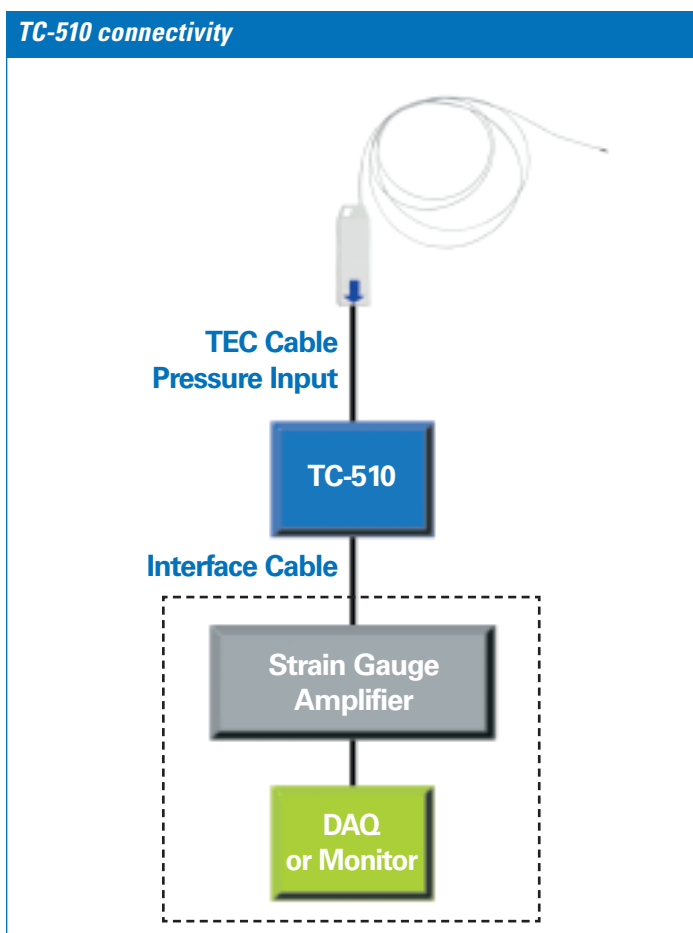 TC-510 connectivity
TEC Cable
Pressure Input
TC-510
Interface Cable
Strain Gauge
Amplifier
DAQ
or Monitor